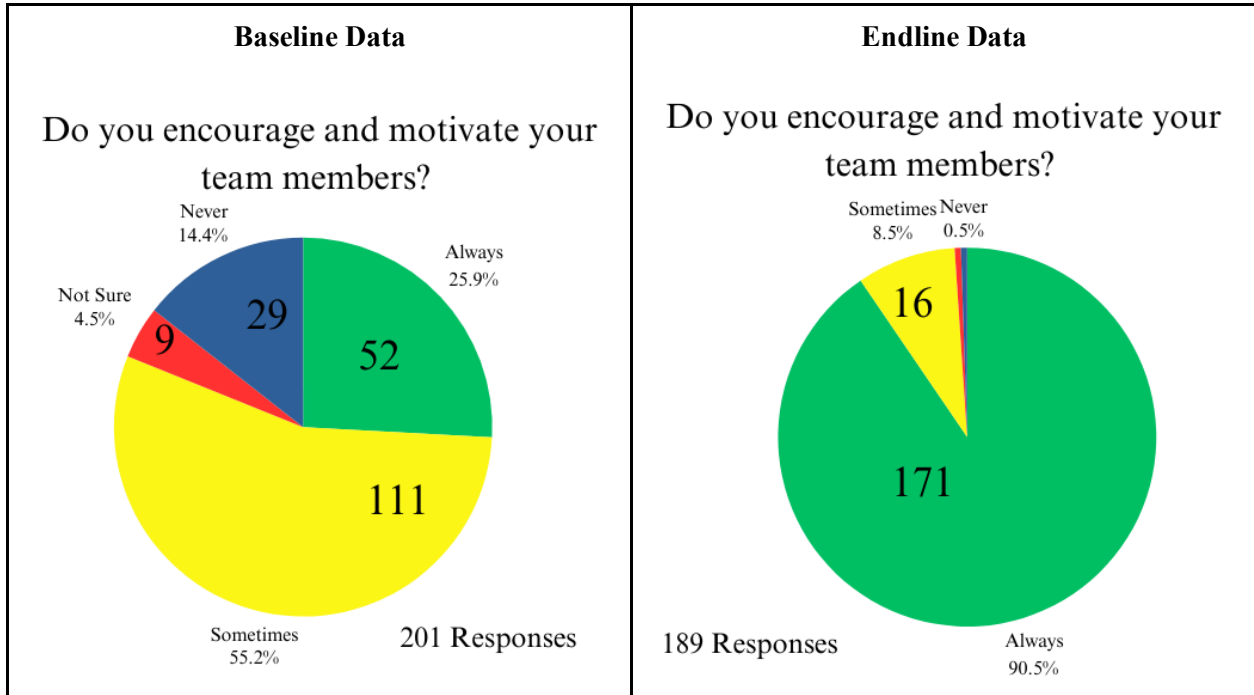 Baseline Data
Do you encourage and motivate your
team members?
Never
14.4%
Always
25.9%
Not Sure
4.5%
9
29
52
111
Sometimes
55.2%
201 Responses
Endline Data
Do you encourage and motivate your
team members?
Sometimes
8.5%
Never
0.5%
16
171
189 Responses
Always
90.5%